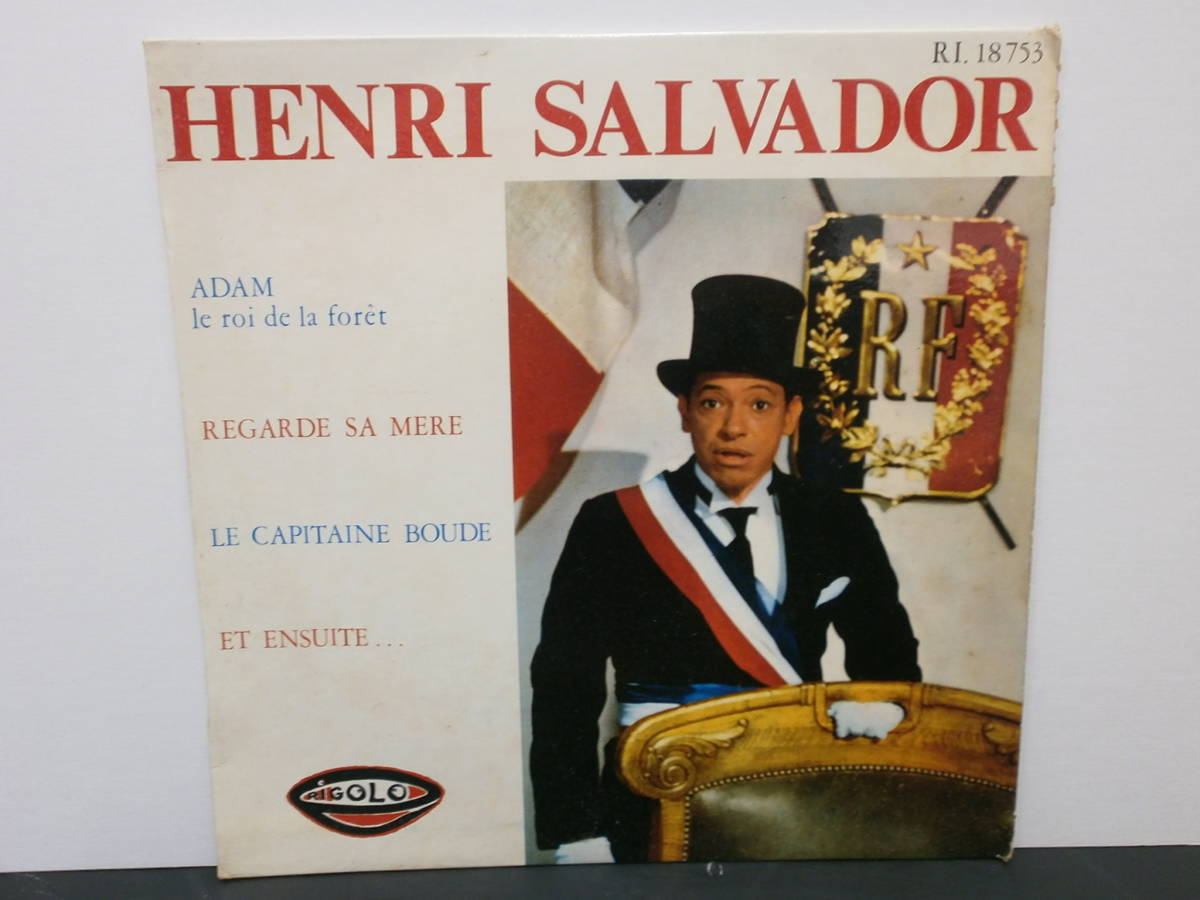 RI. 18753
HENRI SALVADOR
ADAM
le roi de la forêt
REGARDE SA MERE
LE CAPITAINE BOUDE
ET ENSUITE...
RIGOLO
RF